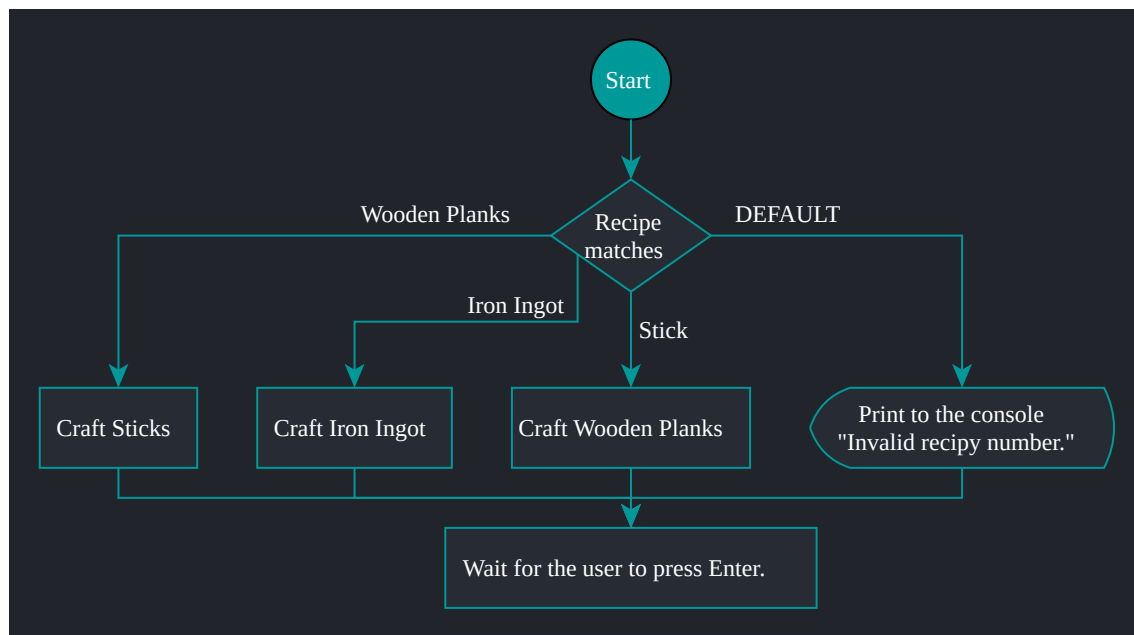 Start
Recipe
matches
Wooden Planks
DEFAULT
Iron Ingot
Stick
Craft Sticks
Craft Iron Ingot
Craft Wooden Planks
Print to the console
"Invalid recipy number."
Wait for the user to press Enter.